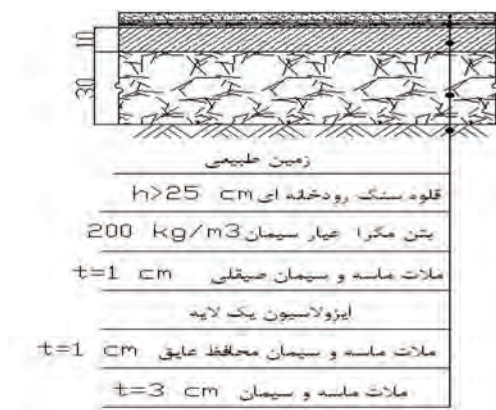 10
30
زمین طبیعی
قلوه سنگ رودخانه ای h>25 cm
بتن مگرا عیار سیمان 200 kg/m3
ملات ماسه و سیمان صیقلی t=1 cm
ایزولاسیون یک لایه
ملات ماسه و سیمان محافظ عایق t=1 cm
ملات ماسه و سیمان t=3 cm